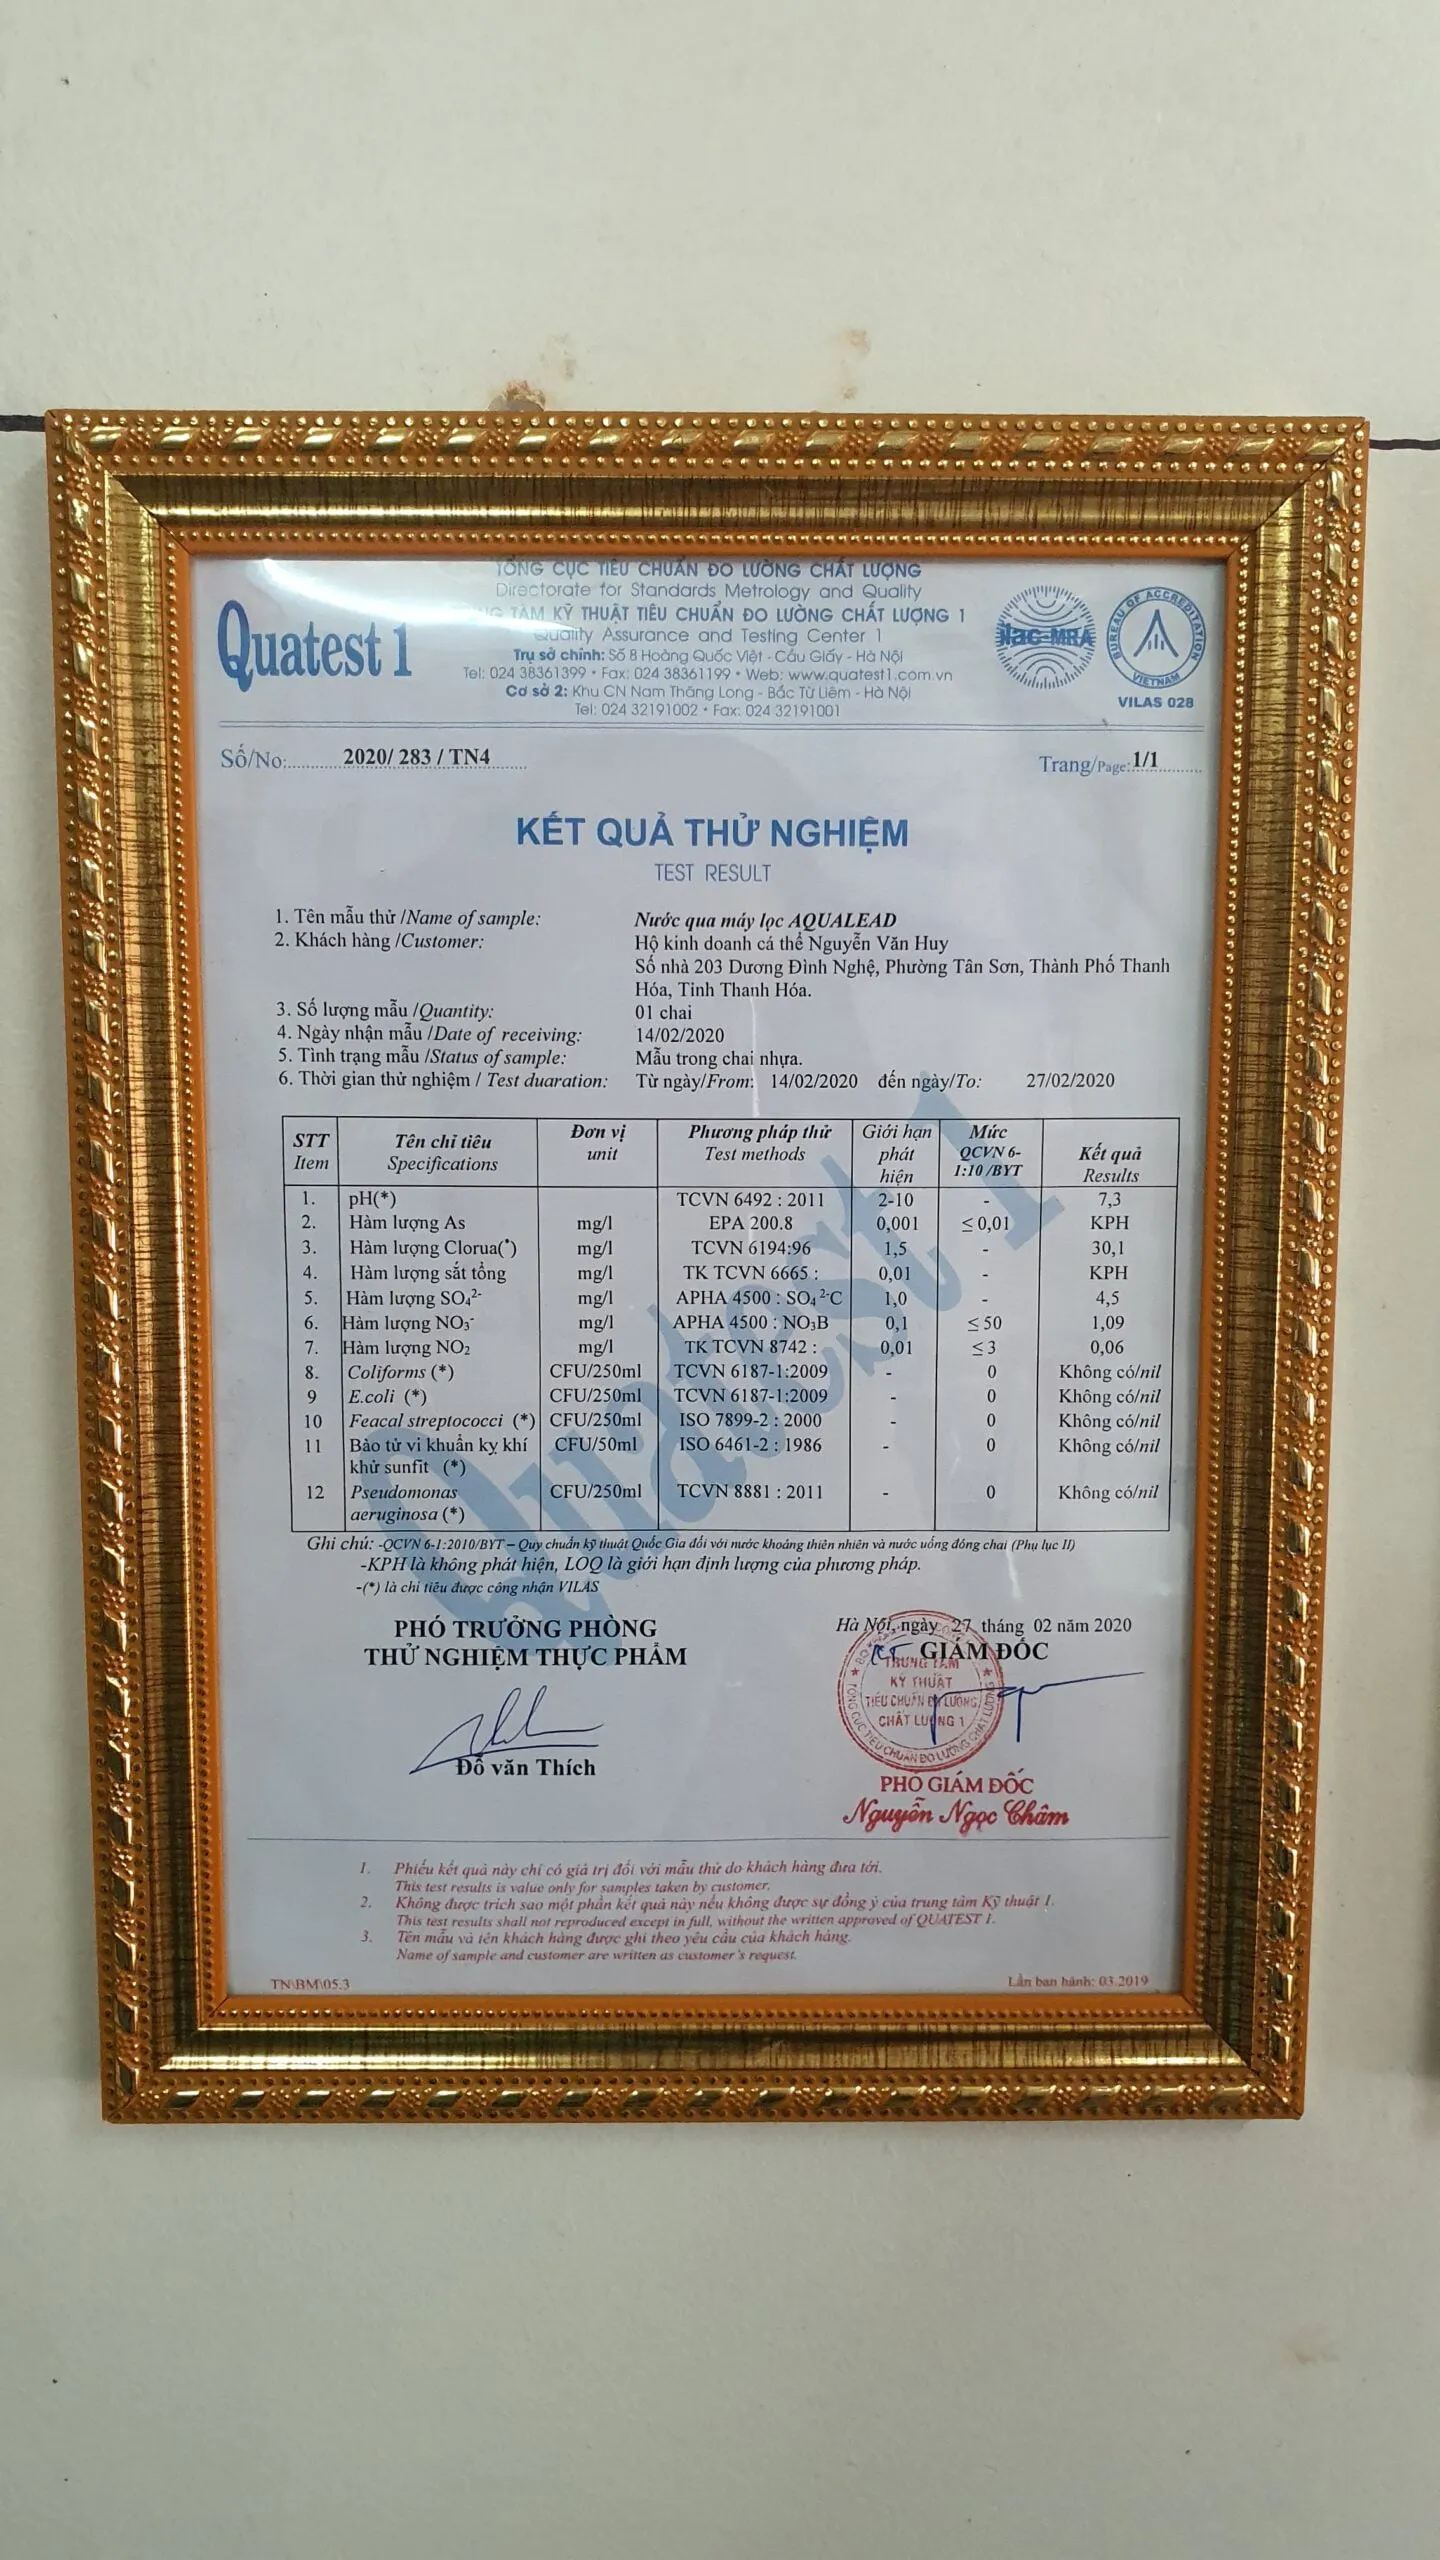 TỔNG CỤC TIÊU CHUẨN ĐO LƯỜNG CHẤT LƯỢNG
Directorate for Standards Metrology and Quality
TÂM KỸ THUẬT TIÊU CHUẨN ĐO LƯỜNG CHẤT LƯỢNG 1
Quality Assurance and Testing Center 1
Quatest 1
Trụ sở chính: Số 8 Hoàng Quốc Việt - Cầu Giấy - Hà Nội
Tel: 024 38361399 • Fax: 024 38361199 • Web: www.quatest1.com.vn
Cơ sở 2: Khu CN Nam Thăng Long - Bắc Từ Liêm - Hà Nội
Tel: 024 32191002 • Fax: 024 32191001
ilac-MRA
BUREAU OF ACCREDITATION
VIETNAM
VILAS 028
Số/No:.......... 2020/ 283 / TN4 ......
Trang/Page: 1/1 ........
KẾT QUẢ THỬ NGHIỆM
TEST RESULT
1. Tên mẫu thử /Name of sample: Nước qua máy lọc AQUALEAD
2. Khách hàng /Customer: Hộ kinh doanh cá thể Nguyễn Văn Huy
Số nhà 203 Dương Đình Nghệ, Phường Tân Sơn, Thành Phố Thanh
Hóa, Tỉnh Thanh Hóa.
3. Số lượng mẫu /Quantity: 01 chai
4. Ngày nhận mẫu /Date of receiving: 14/02/2020
5. Tình trạng mẫu /Status of sample: Mẫu trong chai nhựa.
6. Thời gian thử nghiệm / Test duaration: Từ ngày/From: 14/02/2020 đến ngày/To: 27/02/2020
STT Item Tên chỉ tiêu Specifications Đơn vị unit Phương pháp thử Test methods Giới hạn phát hiện Mức QCVN 6-1:10 /BYT Kết quả Results
1. pH(*) TCVN 6492 : 2011 2-10 - 7,3
2. Hàm lượng As mg/l EPA 200.8 0,001 ≤ 0,01 KPH
3. Hàm lượng Clorua(*) mg/l TCVN 6194:96 1,5 - 30,1
4. Hàm lượng sắt tổng mg/l TK TCVN 6665 : 0,01 - KPH
5. Hàm lượng SO₄²⁻ mg/l APHA 4500 : SO₄²⁻C 1,0 - 4,5
6. Hàm lượng NO₃⁻ mg/l APHA 4500 : NO₃B 0,1 ≤ 50 1,09
7. Hàm lượng NO₂ mg/l TK TCVN 8742 : 0,01 ≤ 3 0,06
8. Coliforms (*) CFU/250ml TCVN 6187-1:2009 - 0 Không có/nil
9 E.coli (*) CFU/250ml TCVN 6187-1:2009 - 0 Không có/nil
10 Feacal streptococci (*) CFU/250ml ISO 7899-2 : 2000 - 0 Không có/nil
11 Bào tử vi khuẩn kỵ khí CFU/50ml ISO 6461-2 : 1986 - 0 Không có/nil
khử sunfit (*)
12 Pseudomonas CFU/250ml TCVN 8881 : 2011 - 0 Không có/nil
aeruginosa (*)
Quatest 1
Ghi chú: -QCVN 6-1:2010/BYT – Quy chuẩn kỹ thuật Quốc Gia đối với nước khoáng thiên nhiên và nước uống đóng chai (Phụ lục II)
-KPH là không phát hiện, LOQ là giới hạn định lượng của phương pháp.
-(*) là chỉ tiêu được công nhận VILAS
Hà Nội, ngày 27 tháng 02 năm 2020
PHÓ TRƯỞNG PHÒNG
THỬ NGHIỆM THỰC PHẨM
KT GIÁM ĐỐC
TRUNG TÂM
KỸ THUẬT
TIÊU CHUẨN ĐO LƯỜNG
CHẤT LƯỢNG 1
TỔNG CỤC TIÊU CHUẨN ĐO LƯỜNG CHẤT LƯỢNG
Đỗ văn Thích
PHÓ GIÁM ĐỐC
Nguyễn Ngọc Châm
1. Phiếu kết quả này chỉ có giá trị đối với mẫu thử do khách hàng đưa tới.
This test results is value only for samples taken by customer.
2. Không được trích sao một phần kết quả này nếu không được sự đồng ý của trung tâm Kỹ thuật 1.
This test results shall not reproduced except in full, without the written approved of QUATEST 1.
3. Tên mẫu và tên khách hàng được ghi theo yêu cầu của khách hàng.
Name of sample and customer are written as customer's request.
TN\BM\05.3
Lần ban hành: 03.2019